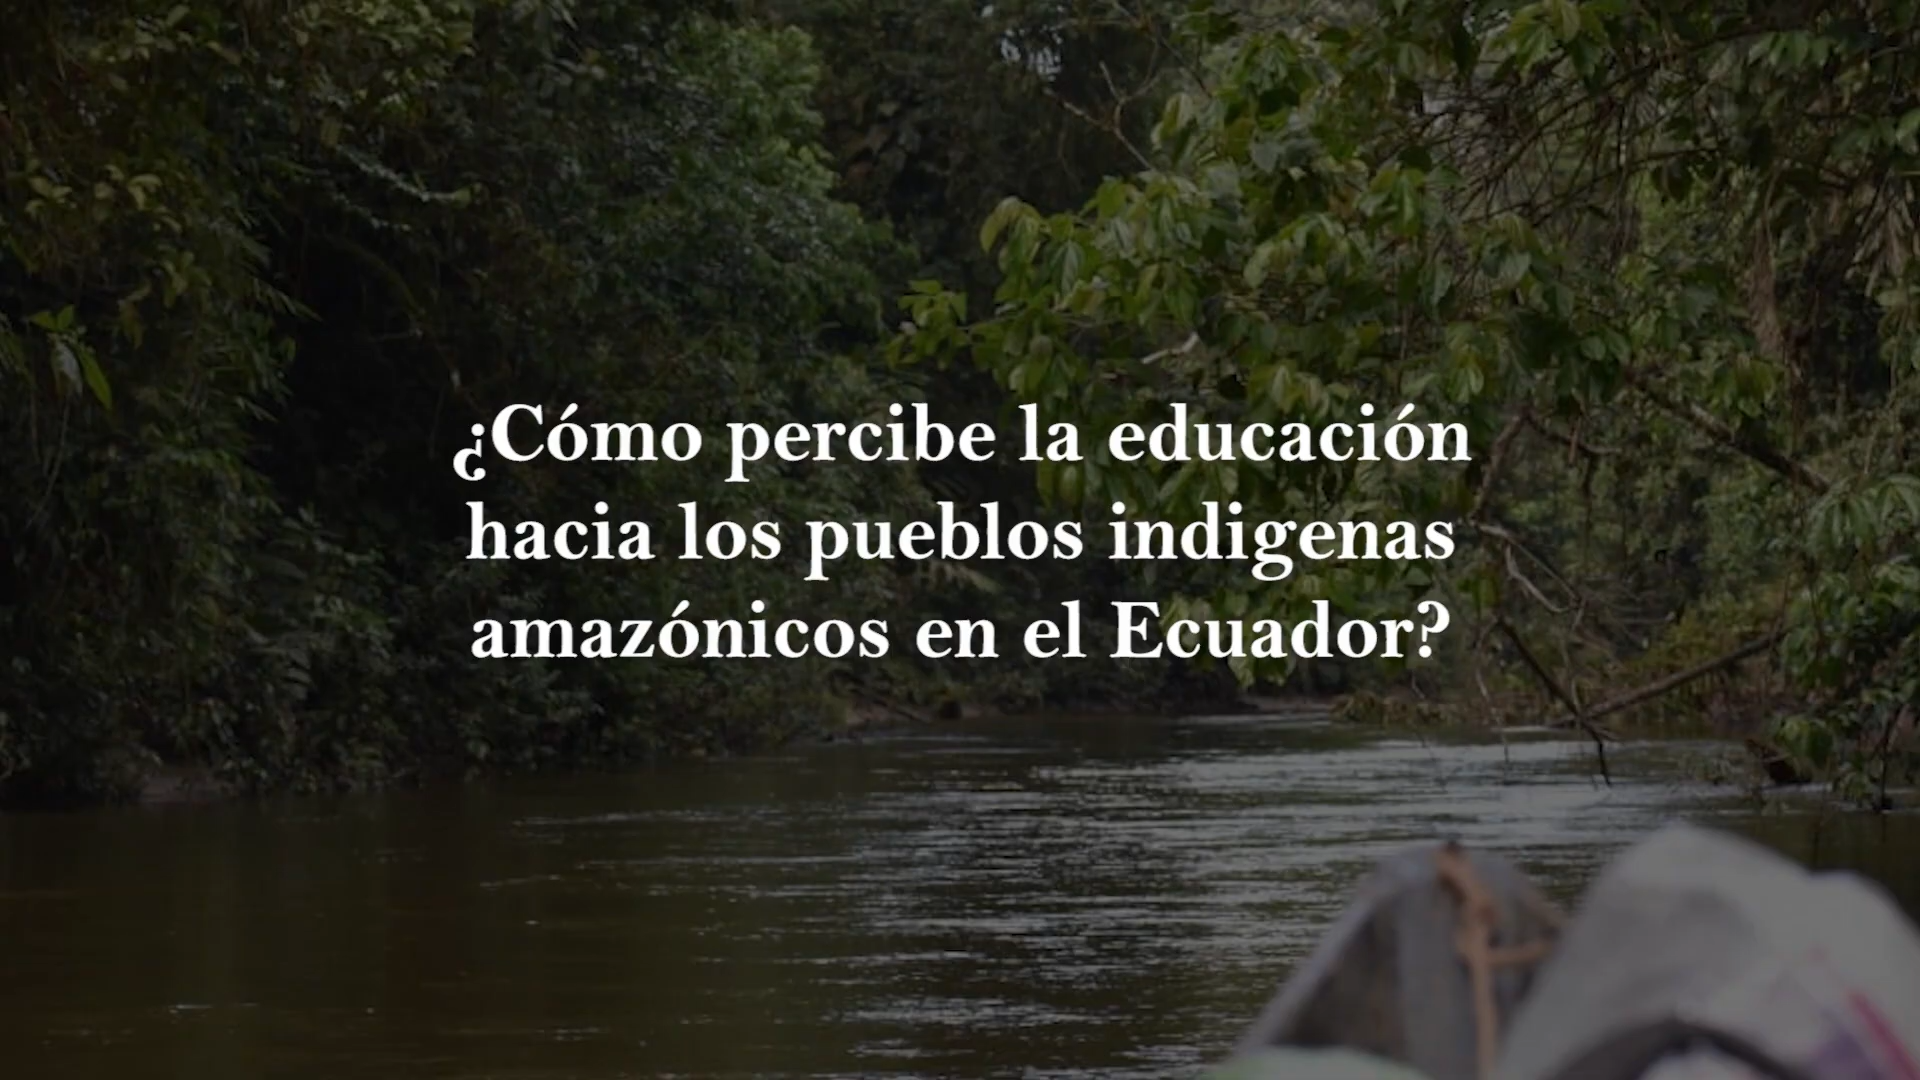 ¿Cómo percibe la educación
hacia los pueblos indigenas
amazónicos en el Ecuador?